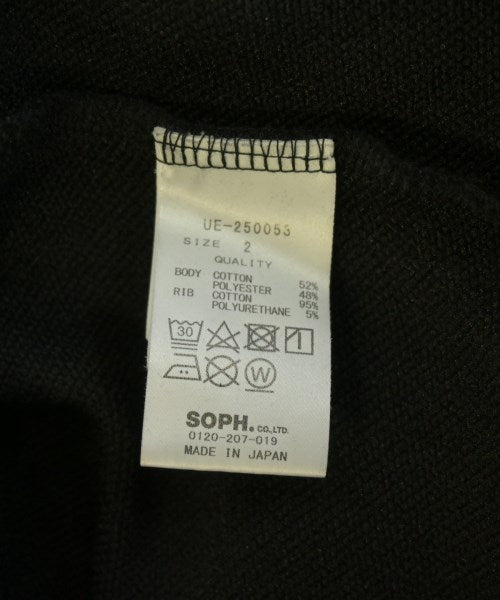 UE-250053
SIZE 2
QUALITY
BODY COTTON 52%
POLYESTER 48%
RIB COTTON 95%
POLYURETHANE 5%
30
W
SOPH. CO.,LTD.
0120-207-019
MADE IN JAPAN